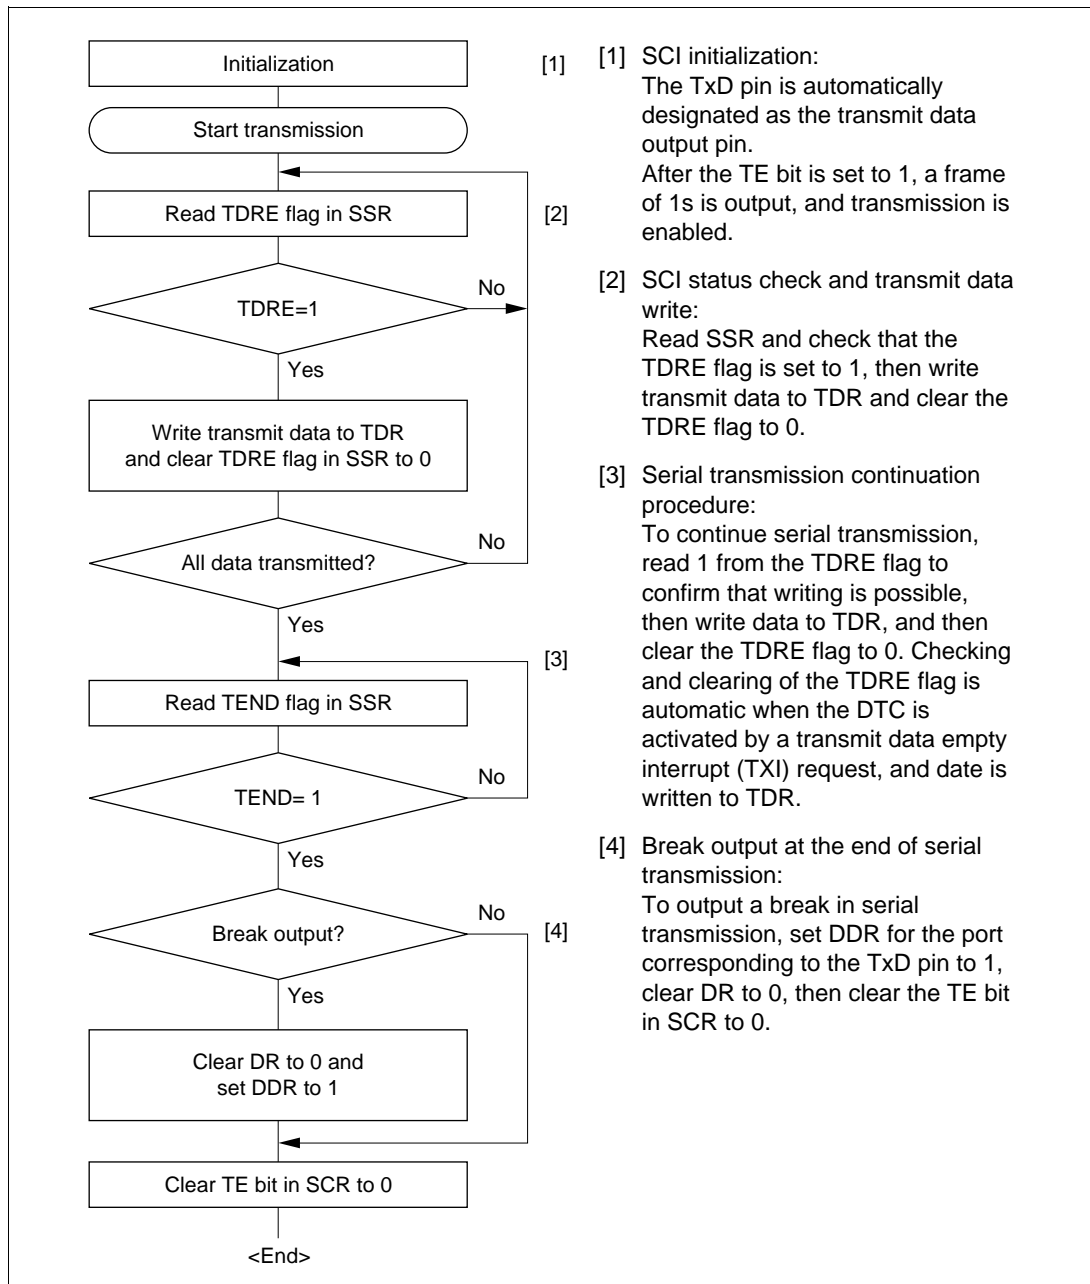 Initialization
[1]
Start transmission
Read TDRE flag in SSR
[2]
TDRE=1
No
Yes
Write transmit data to TDR
and clear TDRE flag in SSR to 0
All data transmitted?
No
Yes
[3]
Read TEND flag in SSR
TEND= 1
No
Yes
Break output?
No
[4]
Yes
Clear DR to 0 and
set DDR to 1
Clear TE bit in SCR to 0
<End>
[1] SCI initialization:
The TxD pin is automatically
designated as the transmit data
output pin.
After the TE bit is set to 1, a frame
of 1s is output, and transmission is
enabled.
[2] SCI status check and transmit data
write:
Read SSR and check that the
TDRE flag is set to 1, then write
transmit data to TDR and clear the
TDRE flag to 0.
[3] Serial transmission continuation
procedure:
To continue serial transmission,
read 1 from the TDRE flag to
confirm that writing is possible,
then write data to TDR, and then
clear the TDRE flag to 0. Checking
and clearing of the TDRE flag is
automatic when the DTC is
activated by a transmit data empty
interrupt (TXI) request, and date is
written to TDR.
[4] Break output at the end of serial
transmission:
To output a break in serial
transmission, set DDR for the port
corresponding to the TxD pin to 1,
clear DR to 0, then clear the TE bit
in SCR to 0.